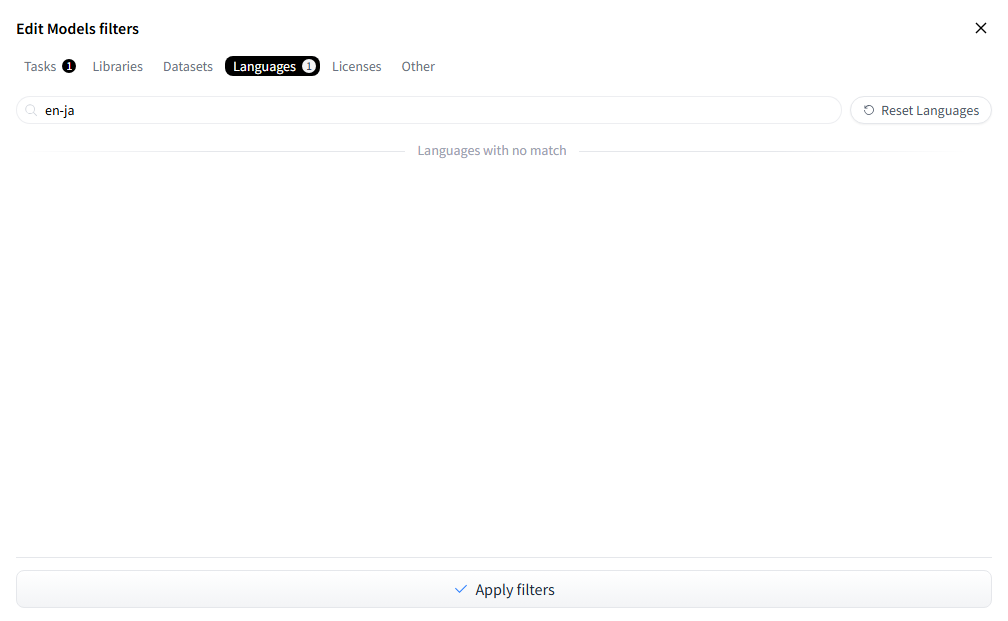 Edit Models filters
Tasks 1 Libraries Datasets Languages 1 Licenses Other
en-ja Reset Languages
Languages with no match
Apply filters